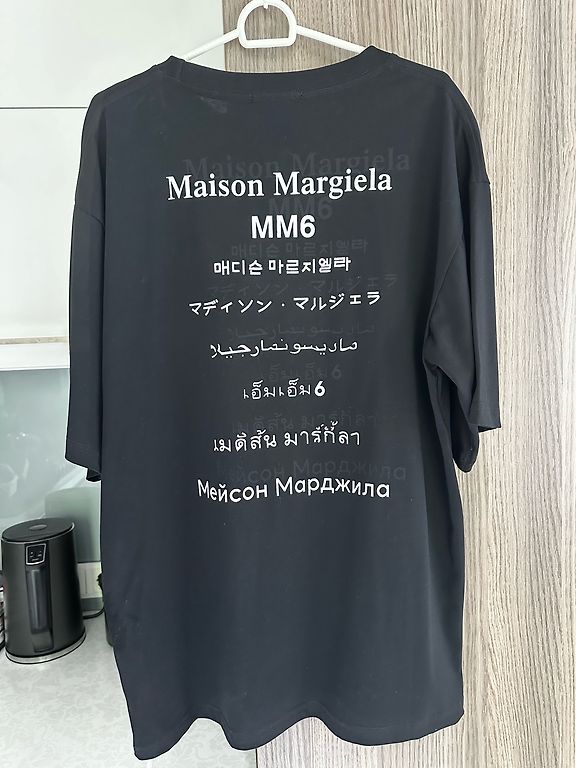 Maison Margiela
MM6
매디슨 마르지엘라
マディソン・マルジェラ
ماديسونمارجيلا
เอ็มเอ็ม6
เมดิสัน มาร์กี้ลา
Мейсон Марджила